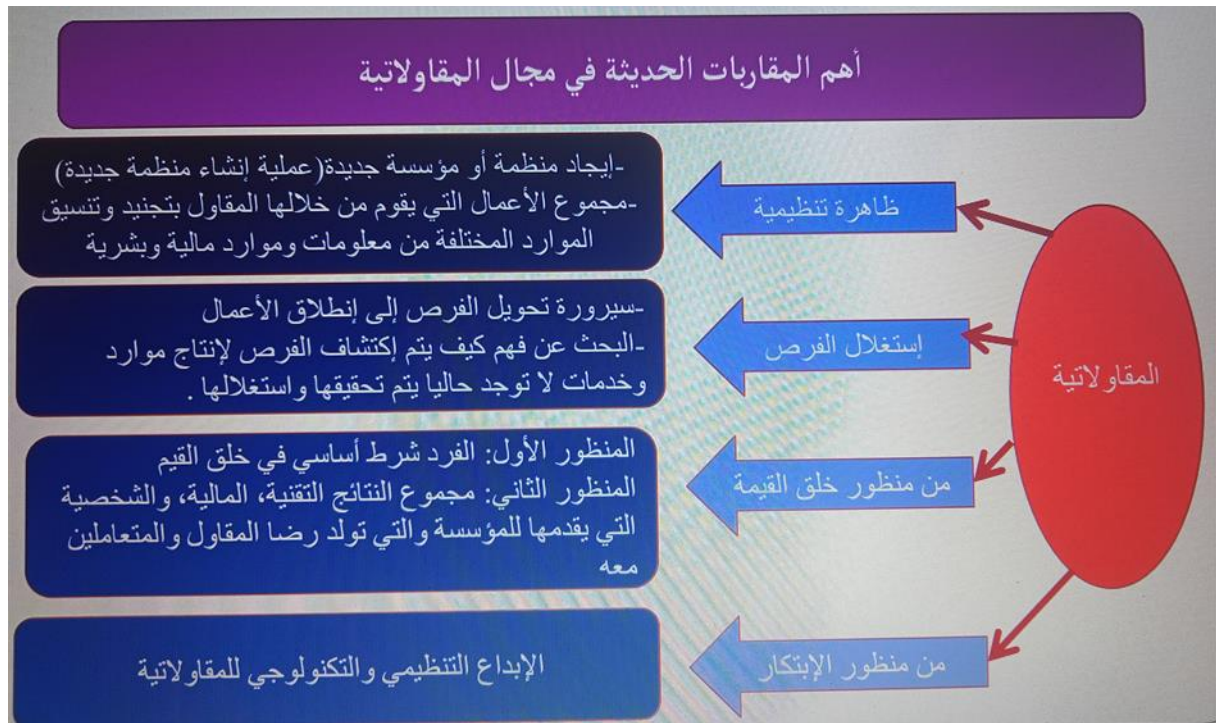 أهم المقاربات الحديثة في مجال المقاولاتية
المقاولاتية
ظاهرة تنظيمية
-إيجاد منظمة أو مؤسسة جديدة(عملية إنشاء منظمة جديدة)
-مجموع الأعمال التي يقوم من خلالها المقاول بتجنيد وتنسيق
الموارد المختلفة من معلومات وموارد مالية وبشرية
إستغلال الفرص
-سيرورة تحويل الفرص إلى إنطلاق الأعمال
-البحث عن فهم كيف يتم إكتشاف الفرص لإنتاج موارد
وخدمات لا توجد حاليا يتم تحقيقها واستغلالها .
من منظور خلق القيمة
المنظور الأول: الفرد شرط أساسي في خلق القيم
المنظور الثاني: مجموع النتائج التقنية، المالية، والشخصية
التي يقدمها للمؤسسة والتي تولد رضا المقاول والمتعاملين
معه
من منظور الإبتكار
الإبداع التنظيمي والتكنولوجي للمقاولاتية